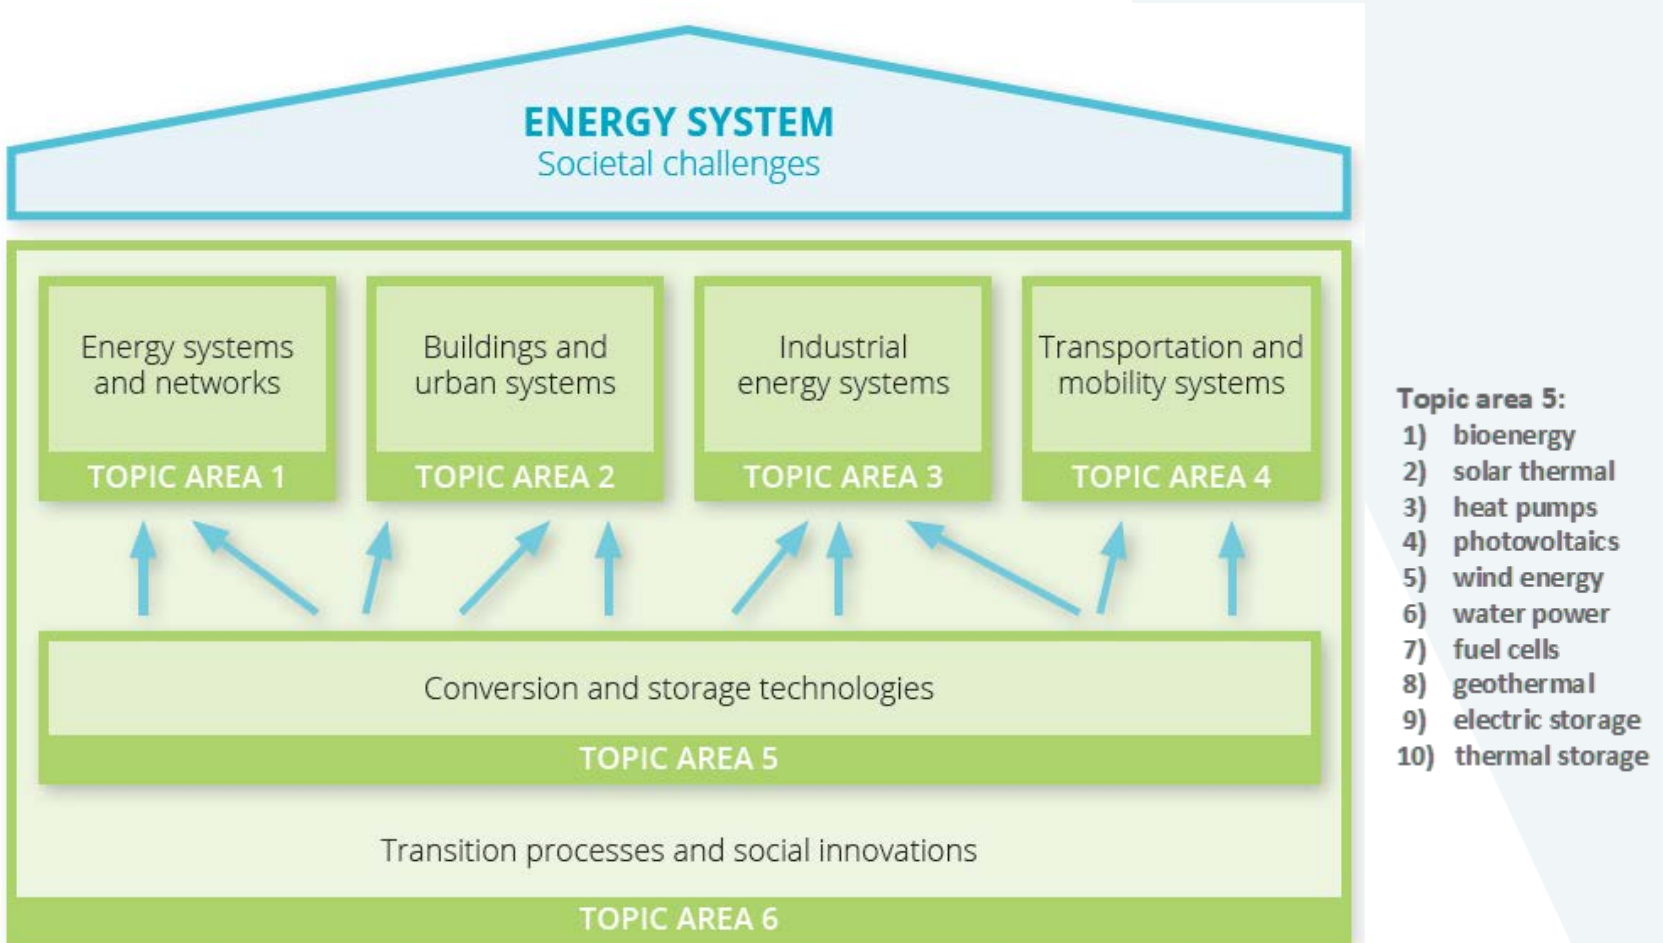 ENERGY SYSTEM
Societal challenges
Energy systems
and networks
TOPIC AREA 1
Buildings and
urban systems
TOPIC AREA 2
Industrial
energy systems
TOPIC AREA 3
Transportation and
mobility systems
TOPIC AREA 4
Conversion and storage technologies
TOPIC AREA 5
Transition processes and social innovations
TOPIC AREA 6
Topic area 5:
1) bioenergy
2) solar thermal
3) heat pumps
4) photovoltaics
5) wind energy
6) water power
7) fuel cells
8) geothermal
9) electric storage
10) thermal storage